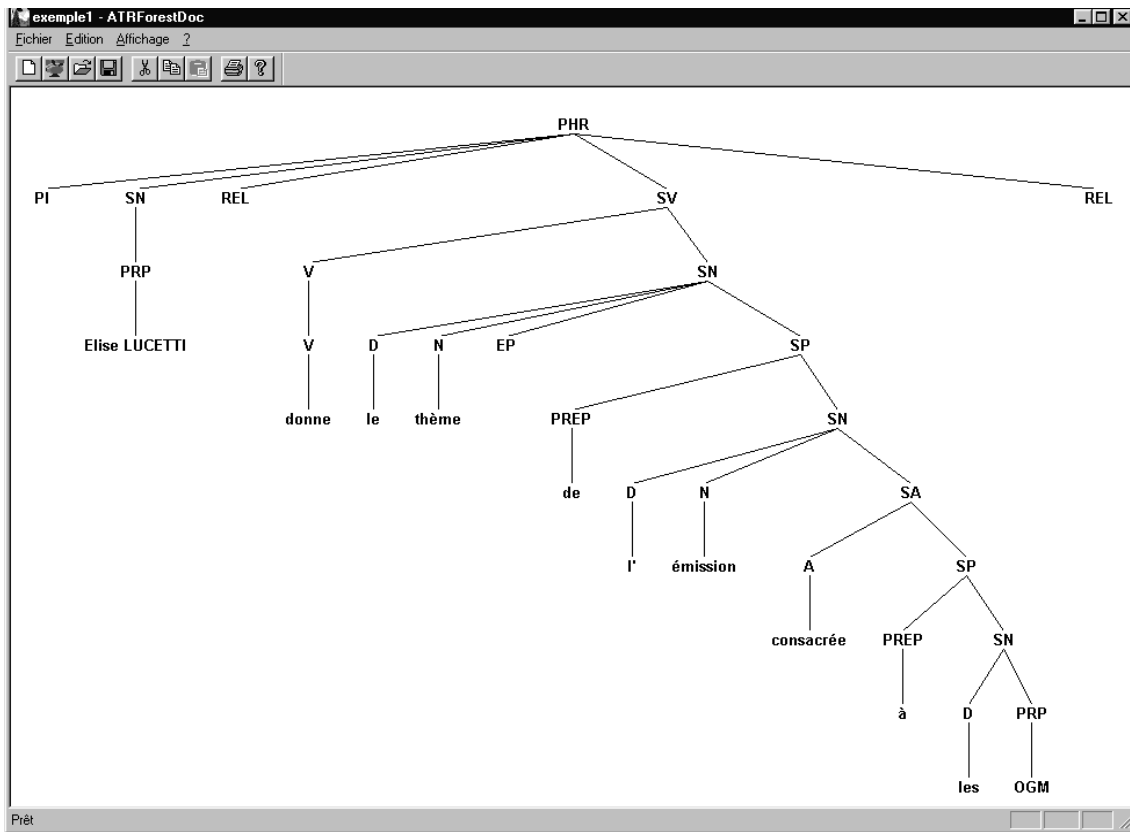 exemple1 - ATRForestDoc
Fichier Edition Affichage ?
PHR
PI SN REL SV REL
PRP V SN
Elise LUCETTI V D N EP SP
donne le thème PREP SN
de D N SA
l' émission A SP
consacrée PREP SN
à D PRP
les OGM
Prêt